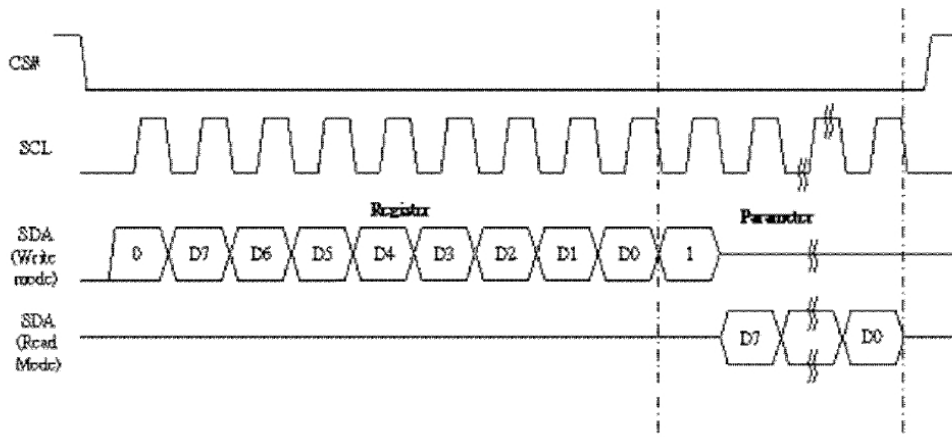 CS#
SCL
Register
Parameter
SDA
(Write
mode)
0 D7 D6 D5 D4 D3 D2 D1 D0 1
SDA
(Read
Mode)
D7 D0